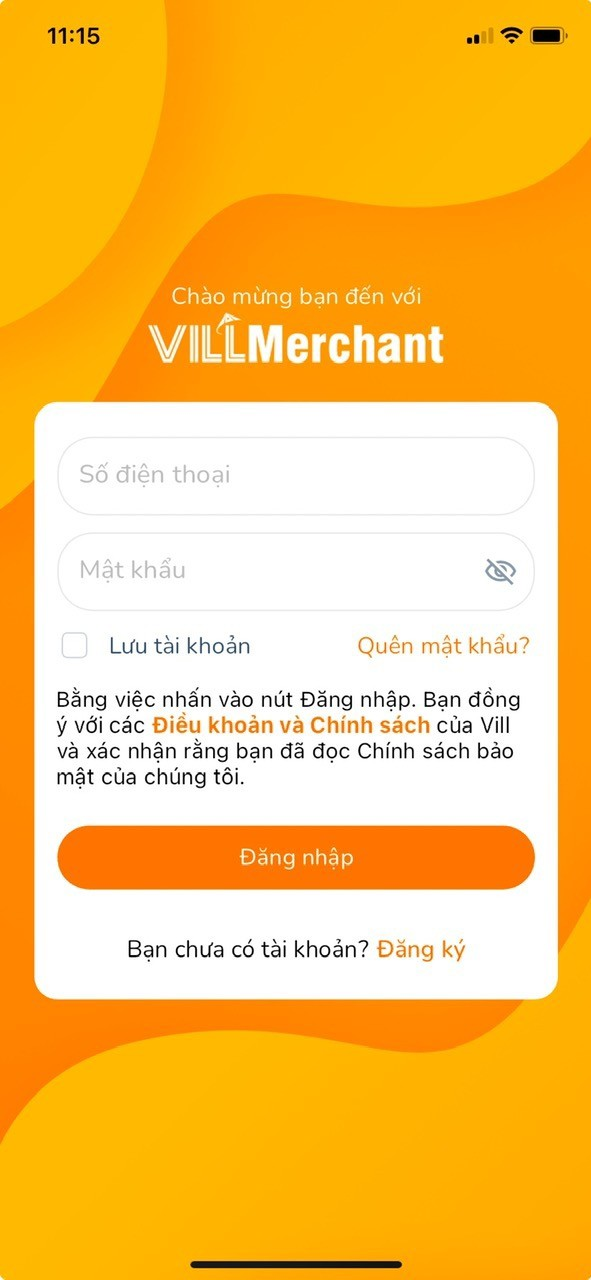 11:15
Chào mừng bạn đến với
VILLMerchant
Số điện thoại
Mật khẩu
Lưu tài khoản Quên mật khẩu?
Bằng việc nhấn vào nút Đăng nhập. Bạn đồng
ý với các Điều khoản và Chính sách của Vill
và xác nhận rằng bạn đã đọc Chính sách bảo
mật của chúng tôi.
Đăng nhập
Bạn chưa có tài khoản? Đăng ký